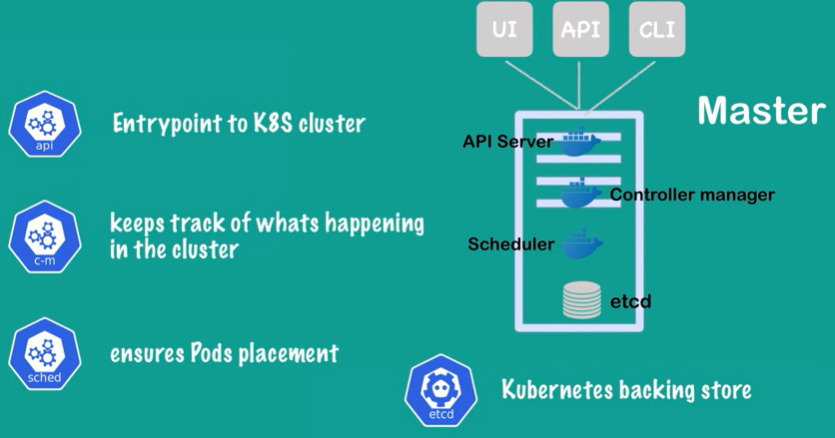 UI API CLI
Master
api
Entrypoint to K8S cluster
API Server
Controller manager
c-m
keeps track of whats happening
in the cluster
Scheduler
etcd
sched
ensures Pods placement
etcd
Kubernetes backing store